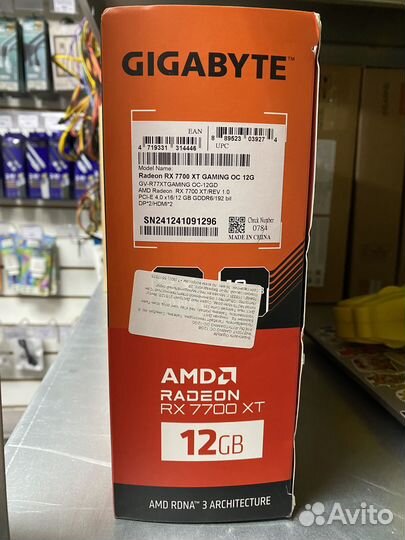 GIGABYTE™
EAN
UPC
4 719331 314446
8 89523 03927 4
Model Name:
Radeon RX 7700 XT GAMING OC 12G
GV-R77XTGAMING OC-12GD
AMD Radeon RX 7700 XT/REV 1.0
PCI-E 4.0 x16/12 GB GDDR6/192 bit
DP*2/HDMI*2
SN241241091296
Check Number
0784
MADE IN CHINA
AMD
RADEON
RX 7700 XT
12GB
AMD RDNA™ 3 ARCHITECTURE
Avito